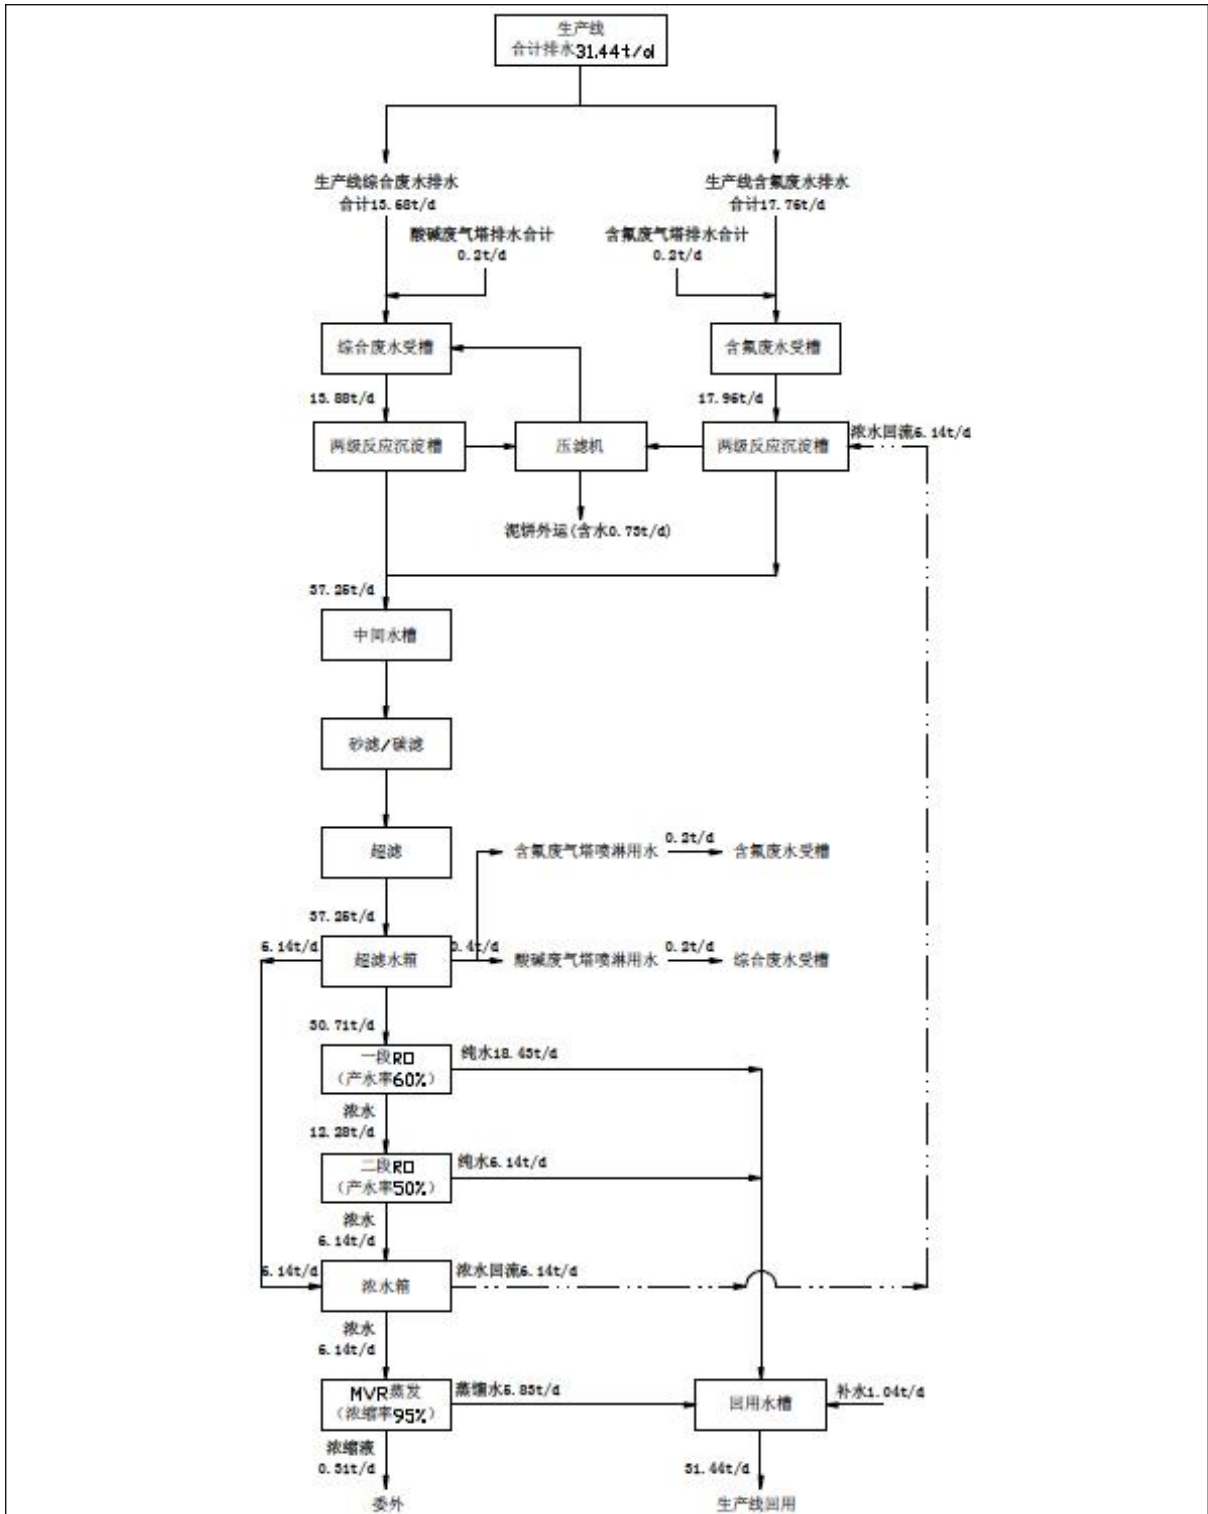 生产线
合计排水31.44t/d
生产线综合废水排水
合计13.68t/d
生产线含氟废水排水
合计17.76t/d
酸碱废气塔排水合计
0.2t/d
含氟废气塔排水合计
0.2t/d
综合废水受槽
含氟废水受槽
13.88t/d
17.96t/d
两级反应沉淀槽
压滤机
两级反应沉淀槽
浓水回流6.14t/d
泥饼外运(含水0.73t/d)
37.25t/d
中间水槽
砂滤/碳滤
超滤
含氟废气塔喷淋用水
0.2t/d
含氟废水受槽
37.25t/d
6.14t/d
超滤水箱
0.4t/d
酸碱废气塔喷淋用水
0.2t/d
综合废水受槽
30.71t/d
一段RO
（产水率60%）
纯水18.43t/d
浓水
12.28t/d
二段RO
（产水率50%）
纯水6.14t/d
浓水
6.14t/d
6.14t/d
浓水箱
浓水回流6.14t/d
浓水
6.14t/d
MVR蒸发
（浓缩率95%）
蒸馏水5.83t/d
回用水槽
补水1.04t/d
浓缩液
0.31t/d
31.44t/d
委外
生产线回用